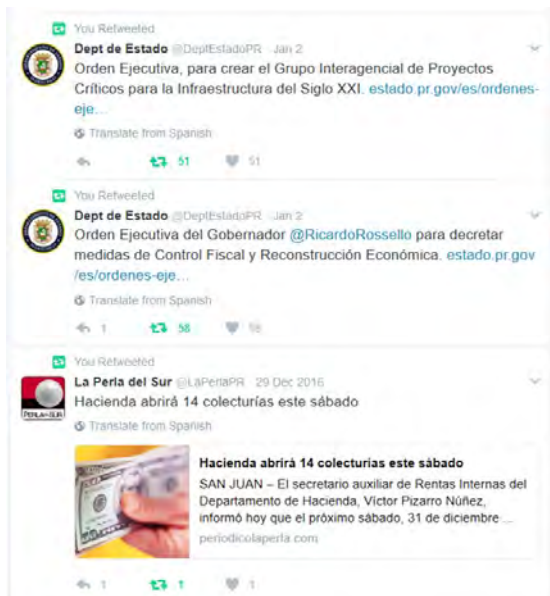 You Retweeted
Dept de Estado @DeptEstadoPR · Jan 2
Orden Ejecutiva, para crear el Grupo Interagencial de Proyectos
Críticos para la Infraestructura del Siglo XXI. estado.pr.gov/es/ordenes-
eje...
Translate from Spanish
51 51
You Retweeted
Dept de Estado @DeptEstadoPR · Jan 2
Orden Ejecutiva del Gobernador @RicardoRossello para decretar
medidas de Control Fiscal y Reconstrucción Económica. estado.pr.gov
/es/ordenes-eje...
Translate from Spanish
1 58
You Retweeted
La Perla del Sur @LAPerlaPR · 29 Dec 2016
Hacienda abrirá 14 colecturías este sábado
PERLA DEL SUR
Translate from Spanish
Hacienda abrirá 14 colecturías este sábado
SAN JUAN – El secretario auxiliar de Rentas Internas del
Departamento de Hacienda, Víctor Pizarro Núñez,
informó hoy que el próximo sábado, 31 de diciembre ...
periodicolaperla.com
1 1 1